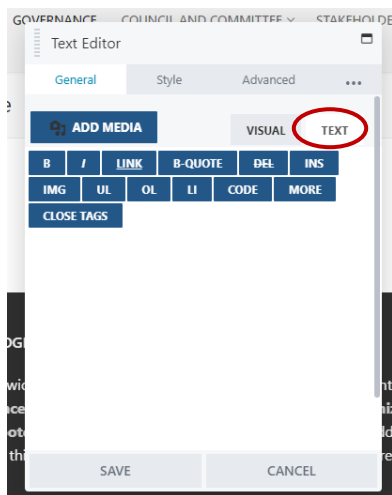 GOVERNANCE COUNCIL AND COMMITTEE STAKEHOLDE
Text Editor
General Style Advanced ...
ADD MEDIA
VISUAL TEXT
B I LINK B-QUOTE DEL INS
IMG UL OL LI CODE MORE
CLOSE TAGS
SAVE CANCEL